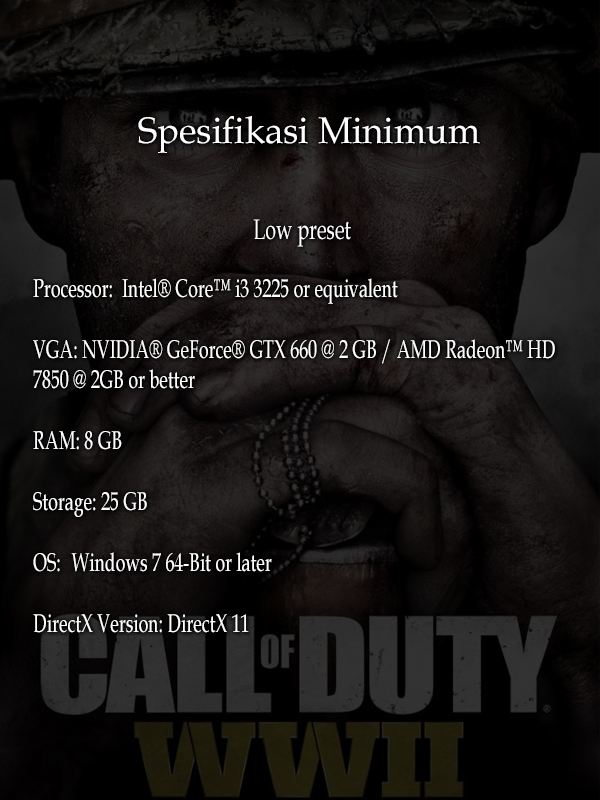 Spesifikasi Minimum
Low preset
Processor:  Intel® Core™ i3 3225 or equivalent
VGA: NVIDIA® GeForce® GTX 660 @ 2 GB / AMD Radeon™ HD
7850 @ 2GB or better
RAM: 8 GB
Storage: 25 GB
OS:  Windows 7 64-Bit or later
DirectX Version: DirectX 11
CALL OF DUTY®
WWII